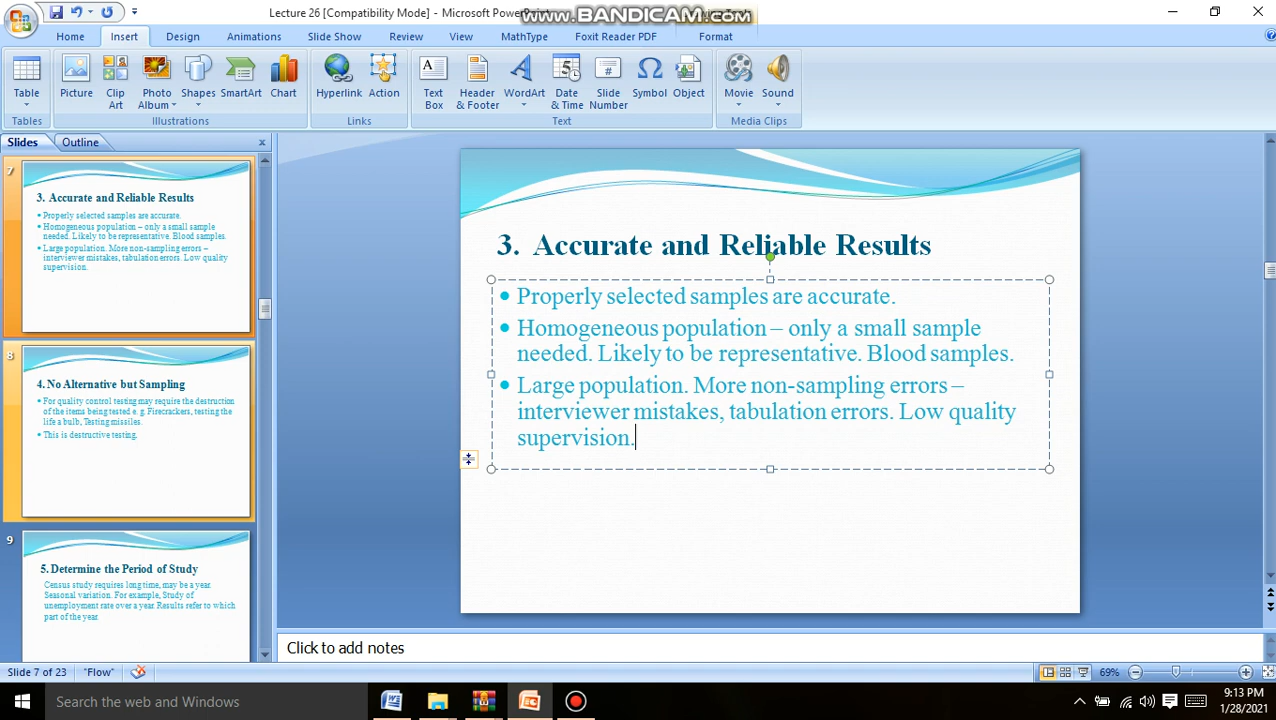 Lecture 26 [Compatibility Mode] - Microsoft PowerPoint
www.BANDICAM.com
Home Insert Design Animations Slide Show Review View MathType Foxit Reader PDF Format
Table Picture Clip Art Photo Album Shapes SmartArt Chart Hyperlink Action Text Box Header & Footer WordArt Date & Time Slide Number Symbol Object Movie Sound
Tables Illustrations Links Text Media Clips
Slides Outline
7
3. Accurate and Reliable Results
Properly selected samples are accurate.
Homogeneous population – only a small sample
needed. Likely to be representative. Blood samples.
Large population. More non-sampling errors –
interviewer mistakes, tabulation errors. Low quality
supervision.
8
4. No Alternative but Sampling
For quality control testing may require the destruction
of the items being tested e. g. Firecrackers, testing the
life a bulb, Testing missiles.
This is destructive testing.
9
5. Determine the Period of Study
Census study requires long time, may be a year.
Seasonal variation. For example, Study of
unemployment rate over a year. Results refer to which
part of the year.
3. Accurate and Reliable Results
• Properly selected samples are accurate.
• Homogeneous population – only a small sample
needed. Likely to be representative. Blood samples.
• Large population. More non-sampling errors –
interviewer mistakes, tabulation errors. Low quality
supervision.
Click to add notes
Slide 7 of 23 "Flow" 69%
Search the web and Windows
9:13 PM
1/28/2021